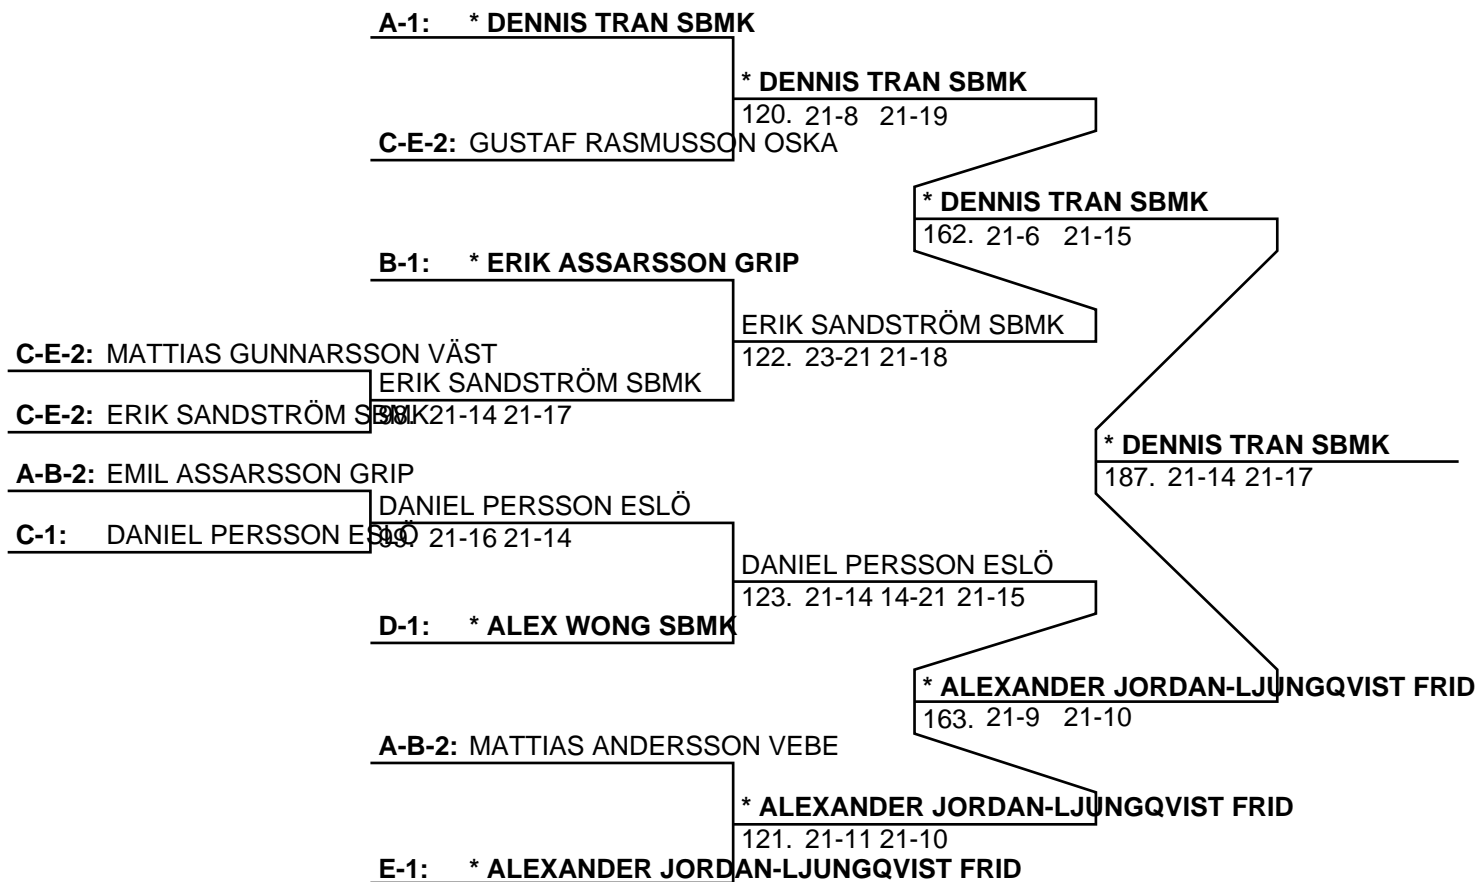 A-1: * DENNIS TRAN SBMK
* DENNIS TRAN SBMK
120. 21-8 21-19
C-E-2: GUSTAF RASMUSSON OSKA
* DENNIS TRAN SBMK
162. 21-6 21-15
B-1: * ERIK ASSARSSON GRIP
ERIK SANDSTRÖM SBMK
122. 23-21 21-18
C-E-2: MATTIAS GUNNARSSON VÄST
ERIK SANDSTRÖM SBMK
C-E-2: ERIK SANDSTRÖM SBMK
98. 21-14 21-17
* DENNIS TRAN SBMK
187. 21-14 21-17
A-B-2: EMIL ASSARSSON GRIP
DANIEL PERSSON ESLÖ
C-1: DANIEL PERSSON ESLÖ
99. 21-16 21-14
DANIEL PERSSON ESLÖ
123. 21-14 14-21 21-15
D-1: * ALEX WONG SBMK
* ALEXANDER JORDAN-LJUNGQVIST FRID
163. 21-9 21-10
A-B-2: MATTIAS ANDERSSON VEBE
* ALEXANDER JORDAN-LJUNGQVIST FRID
121. 21-11 21-10
E-1: * ALEXANDER JORDAN-LJUNGQVIST FRID